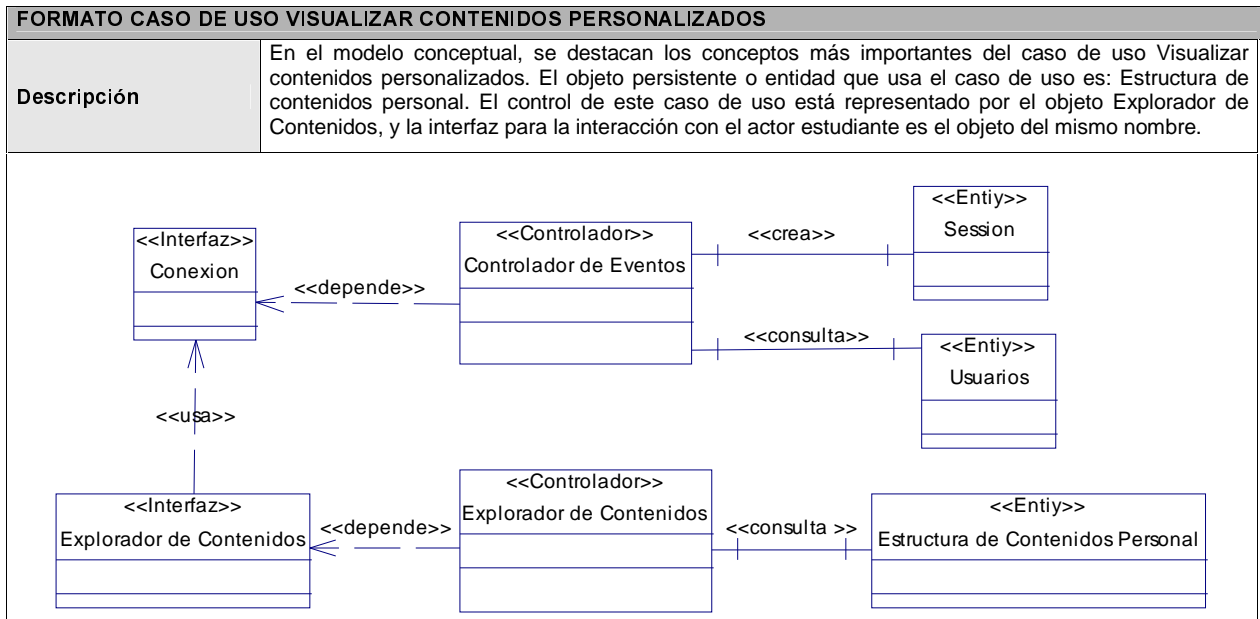 FORMATO CASO DE USO VISUALIZAR CONTENIDOS PERSONALIZADOS
Descripción
En el modelo conceptual, se destacan los conceptos más importantes del caso de uso Visualizar
contenidos personalizados. El objeto persistente o entidad que usa el caso de uso es: Estructura de
contenidos personal. El control de este caso de uso está representado por el objeto Explorador de
Contenidos, y la interfaz para la interacción con el actor estudiante es el objeto del mismo nombre.
<<Interfaz>>
Conexion
<<depende>>
<<Controlador>>
Controlador de Eventos
<<crea>>
<<Entiy>>
Session
<<consulta>>
<<Entiy>>
Usuarios
<<usa>>
<<Interfaz>>
Explorador de Contenidos
<<depende>>
<<Controlador>>
Explorador de Contenidos
<<consulta >>
<<Entiy>>
Estructura de Contenidos Personal